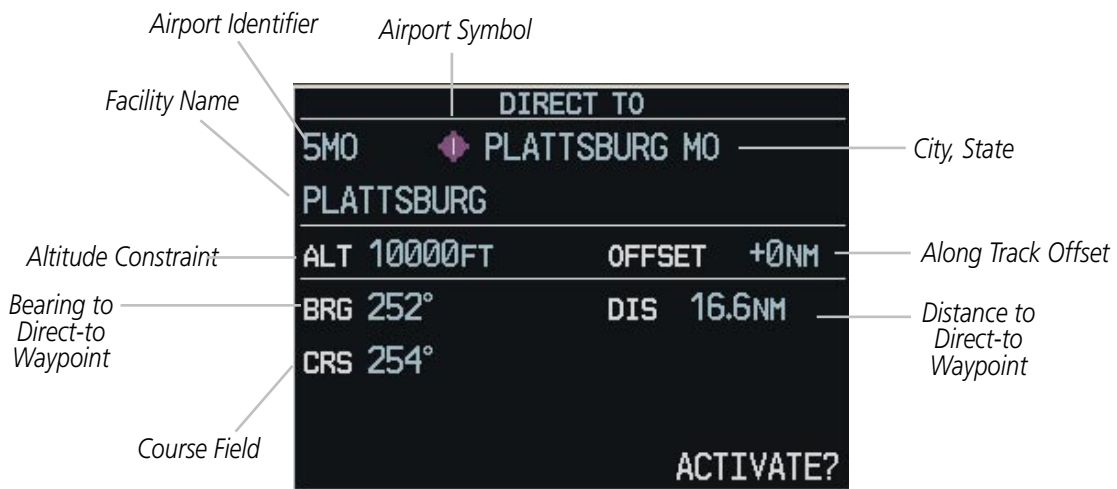 Airport Identifier
Airport Symbol
Facility Name
DIRECT TO
5MO PLATTSBURG MO
City, State
PLATTSBURG
Altitude Constraint
ALT 10000FT OFFSET +0NM
Along Track Offset
Bearing to
Direct-to
Waypoint
BRG 252° DIS 16.6NM
Distance to
Direct-to
Waypoint
CRS 254°
Course Field
ACTIVATE?